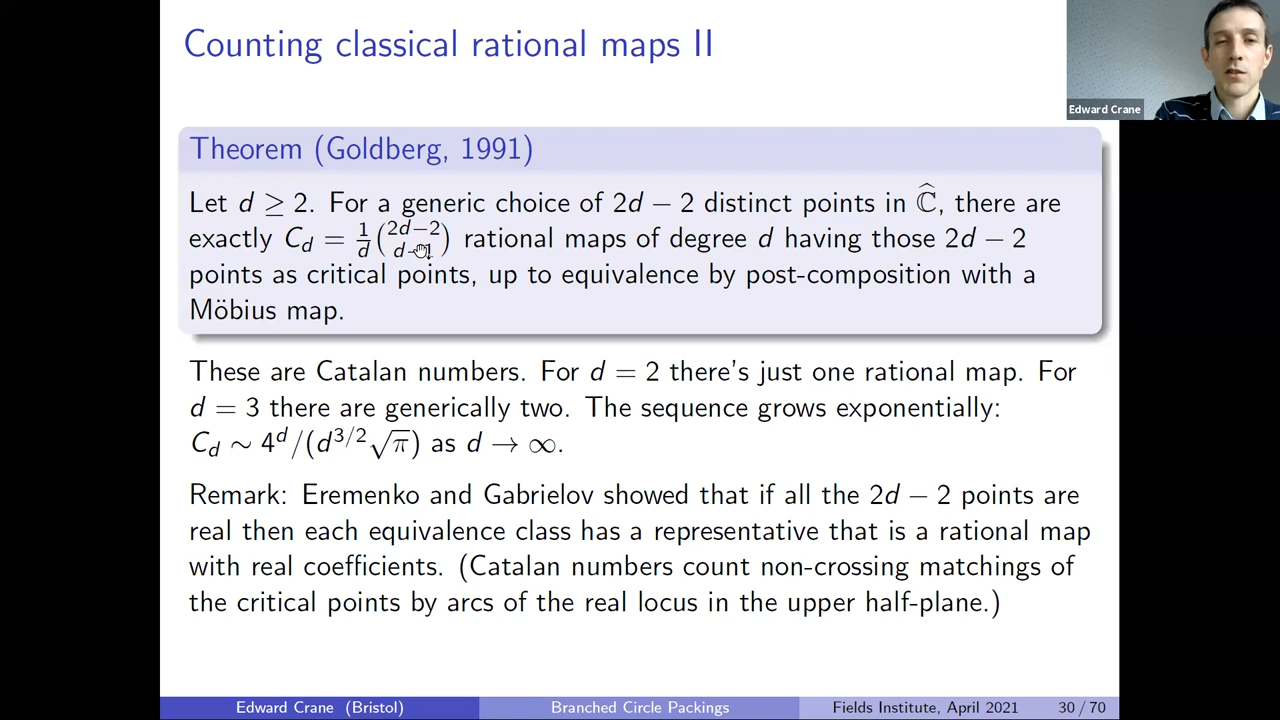 Counting classical rational maps II
Edward Crane
Theorem (Goldberg, 1991)
Let d ≥ 2. For a generic choice of 2d − 2 distinct points in Ĉ, there are
exactly C_d = 1/d (2d−2 d−1) rational maps of degree d having those 2d − 2
points as critical points, up to equivalence by post-composition with a
Möbius map.
These are Catalan numbers. For d = 2 there's just one rational map. For
d = 3 there are generically two. The sequence grows exponentially:
C_d ∼ 4^d/(d^{3/2}√π) as d → ∞.
Remark: Eremenko and Gabrielov showed that if all the 2d − 2 points are
real then each equivalence class has a representative that is a rational map
with real coefficients. (Catalan numbers count non-crossing matchings of
the critical points by arcs of the real locus in the upper half-plane.)
Edward Crane (Bristol) Branched Circle Packings Fields Institute, April 2021 30 / 70